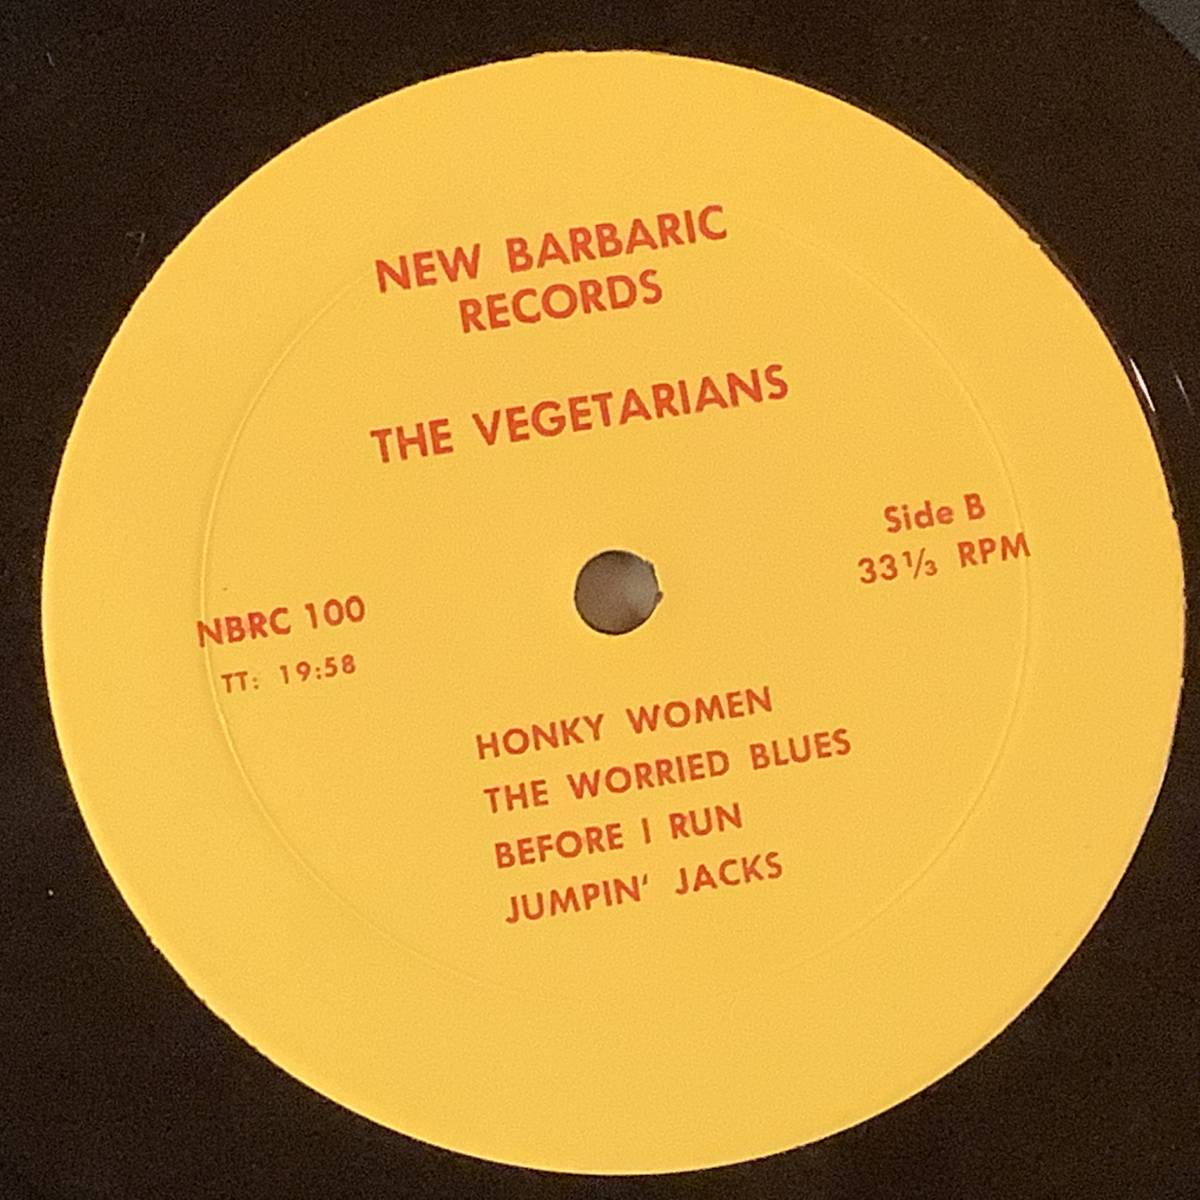 NEW BARBARIC
RECORDS
THE VEGETARIANS
Side B
33⅓ RPM
NBRC 100
TT: 19:58
HONKY WOMEN
THE WORRIED BLUES
BEFORE I RUN
JUMPIN' JACKS